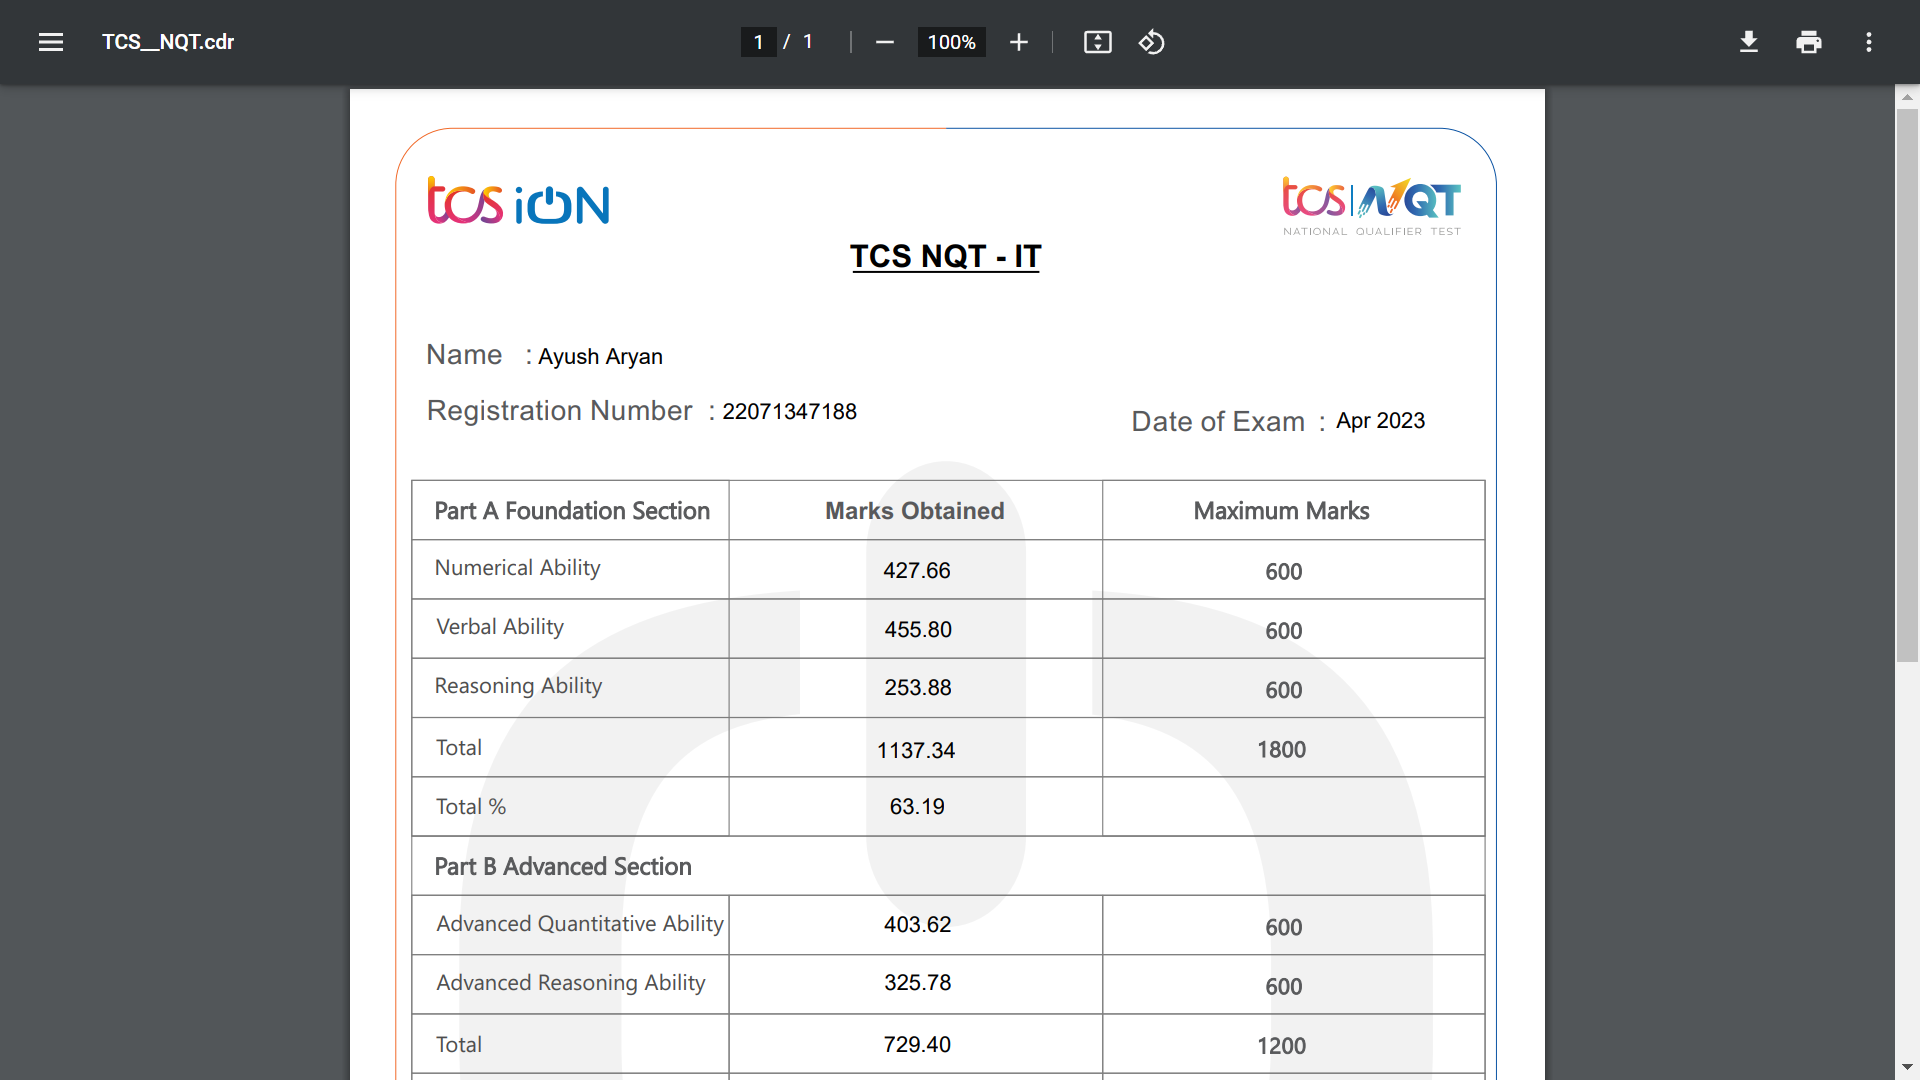 TCS__NQT.cdr
1 / 1
100%
tcs iON
tcs | NQT
NATIONAL QUALIFIER TEST
TCS NQT - IT
Name : Ayush Aryan
Registration Number : 22071347188
Date of Exam : Apr 2023
Part A Foundation Section Marks Obtained Maximum Marks
Numerical Ability 427.66 600
Verbal Ability 455.80 600
Reasoning Ability 253.88 600
Total 1137.34 1800
Total % 63.19
Part B Advanced Section
Advanced Quantitative Ability 403.62 600
Advanced Reasoning Ability 325.78 600
Total 729.40 1200